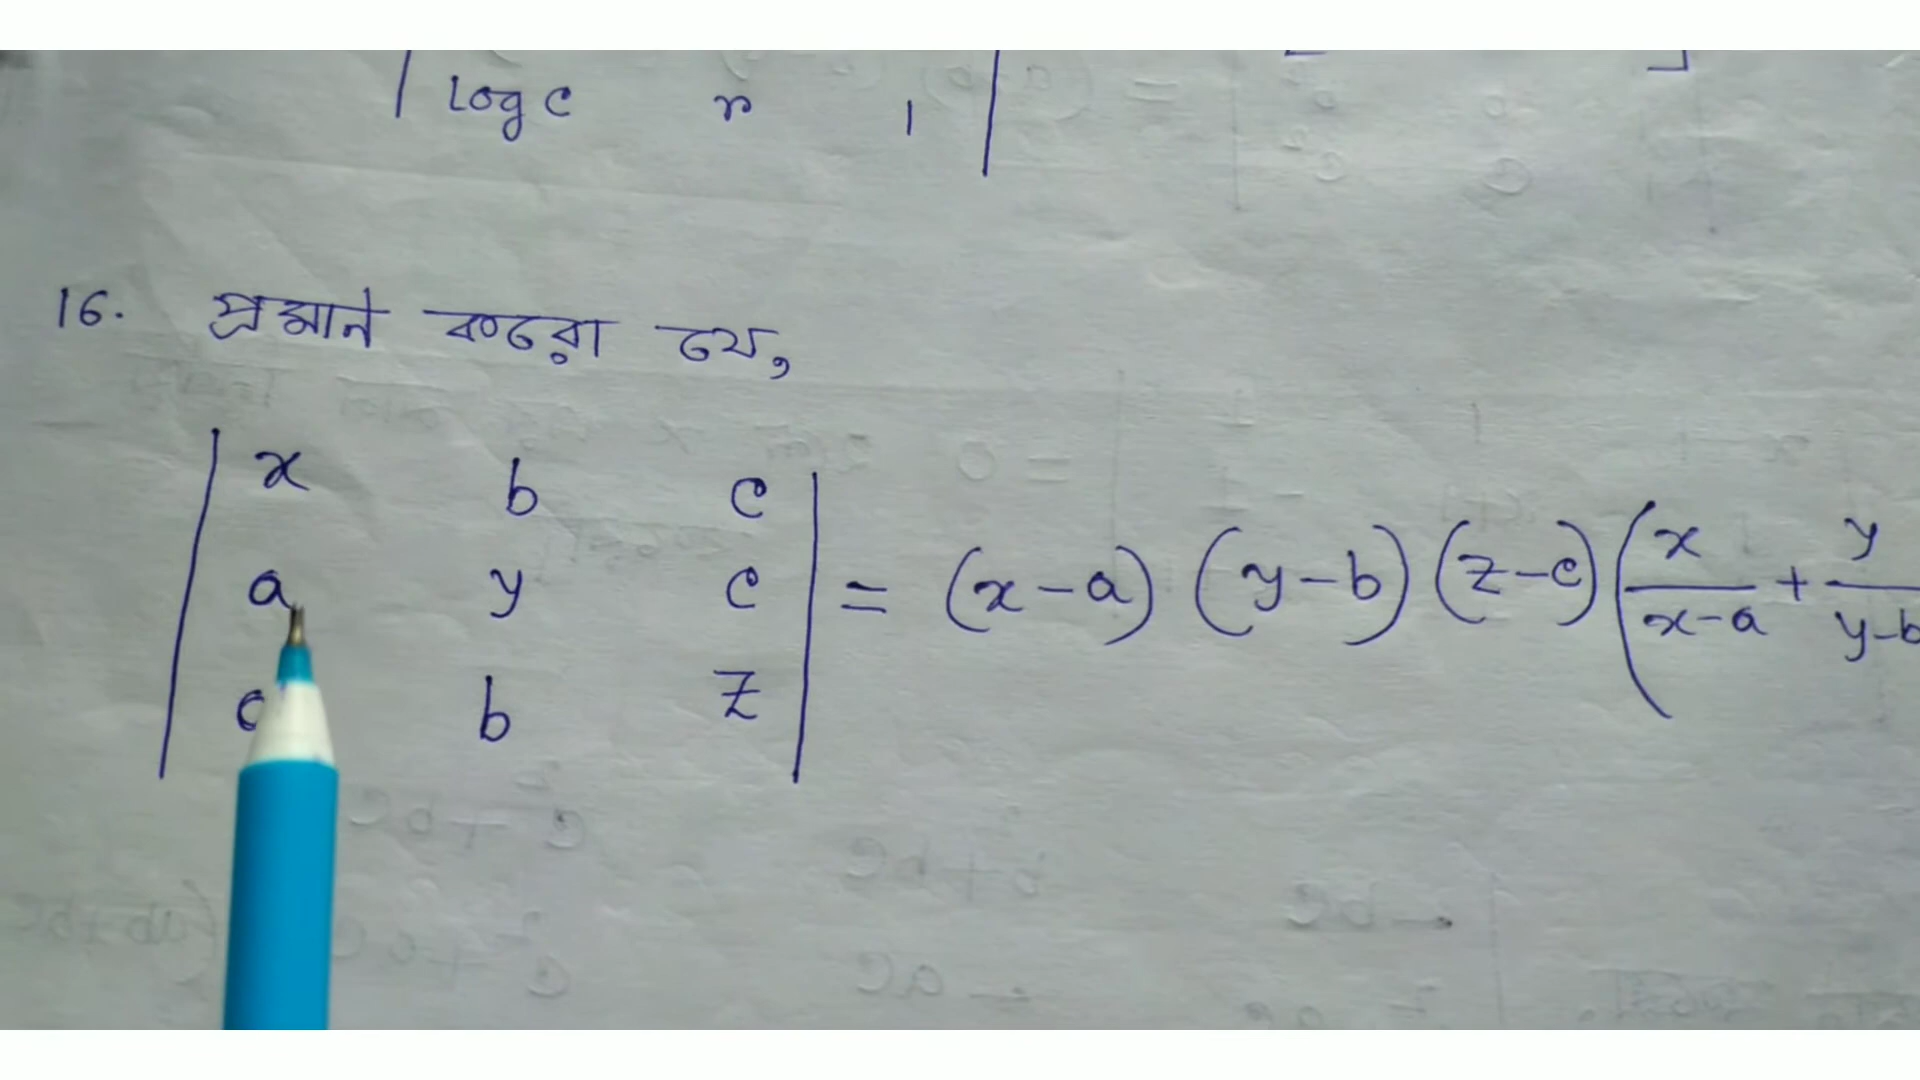 log c r 1
16. প্রমান করো যে,
x b c
a y c = (x-a) (y-b) (z-c) (x/x-a + y/y-b
b z